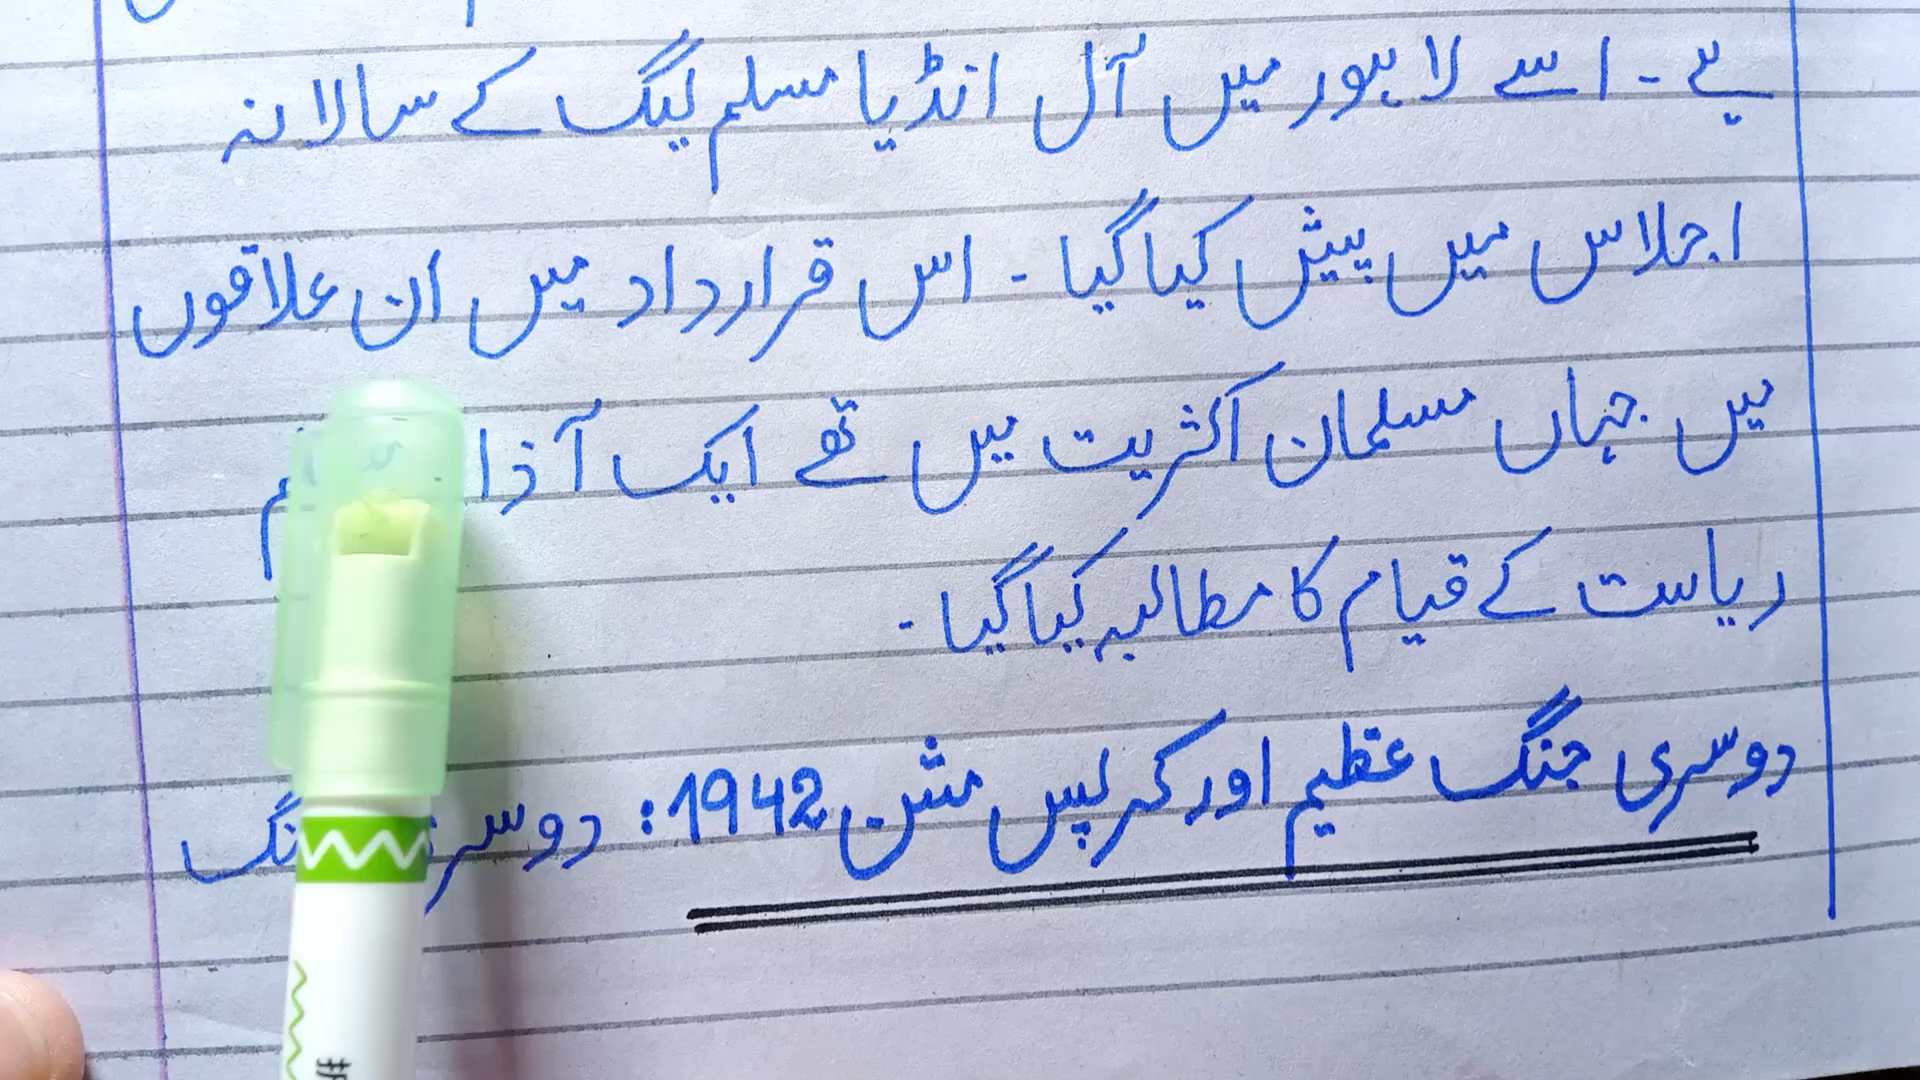 ہے۔ اسے لاہور میں آل انڈیا مسلم لیگ کے سالانہ
اجلاس میں پیش کیا گیا۔ اس قرارداد میں ان علاقوں
میں جہاں مسلمان اکثریت میں تھے ایک آذاد
ریاست کے قیام کا مطالبہ کیا گیا۔
دوسری جنگ عظیم اور کرپس مشن 1942: دوسری جنگ